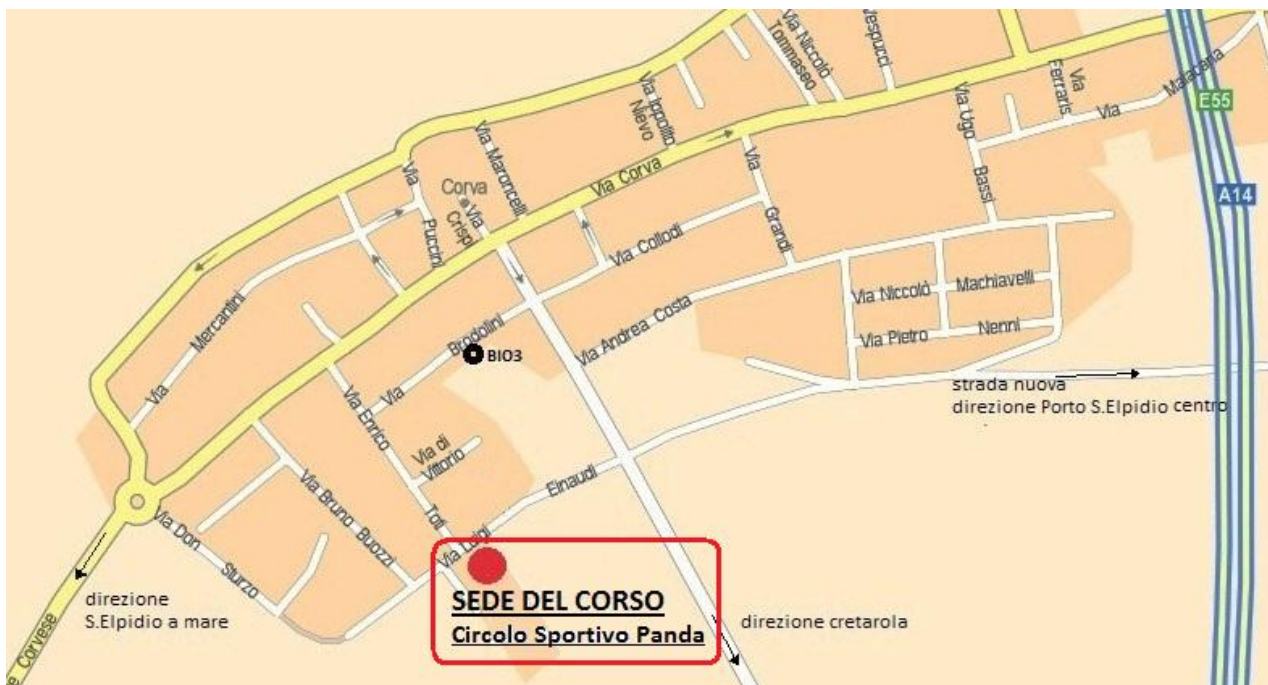 Via Niccolò
Tommaseo
Vespucci
Via
Ferraris
Via
Malacaria
E55
A14
Via Ippolito
Nievo
Via Ugo
Bassi
Via Maroncelli
Via Corva
Via
Puccini
Corva
Via
Crispi
Via
Grandi
Via Collodi
Via
Mercantini
Via
Brodolini
BIO3
Via Andrea Costa
Via Niccolò
Machiavelli
Via Pietro
Nenni
strada nuova
direzione Porto S.Elpidio centro
Via Enrico
Toti
Via di
Vittorio
Via Luigi
Einaudi
Via Bruno Buozzi
Via Don
Sturzo
direzione
S.Elpidio a mare
Corvese
SEDE DEL CORSO
Circolo Sportivo Panda
direzione cretarola